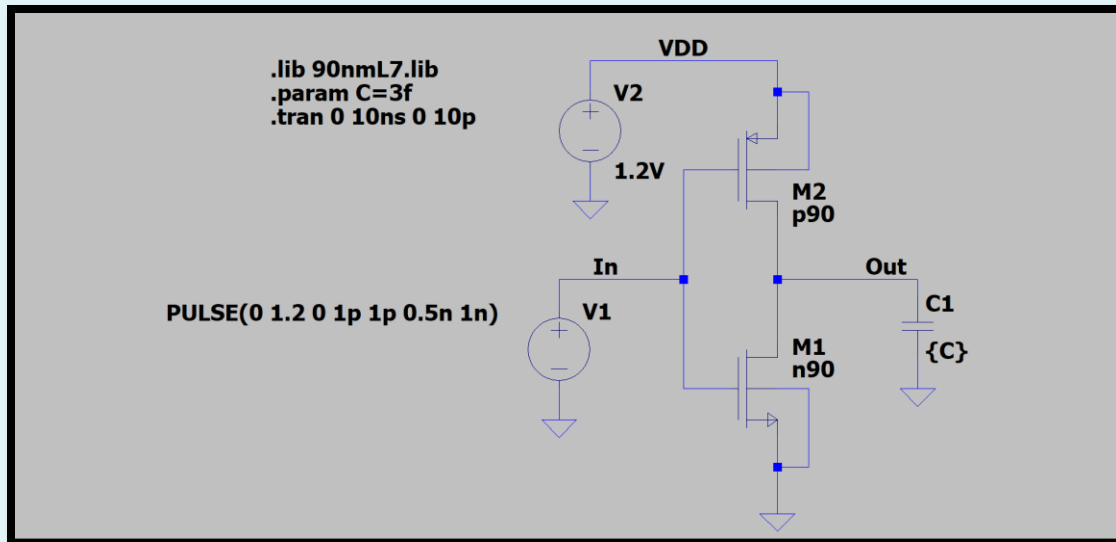 .lib 90nmL7.lib
.param C=3f
.tran 0 10ns 0 10p
VDD
V2
1.2V
M2
p90
In
Out
PULSE(0 1.2 0 1p 1p 0.5n 1n)
V1
C1
{C}
M1
n90